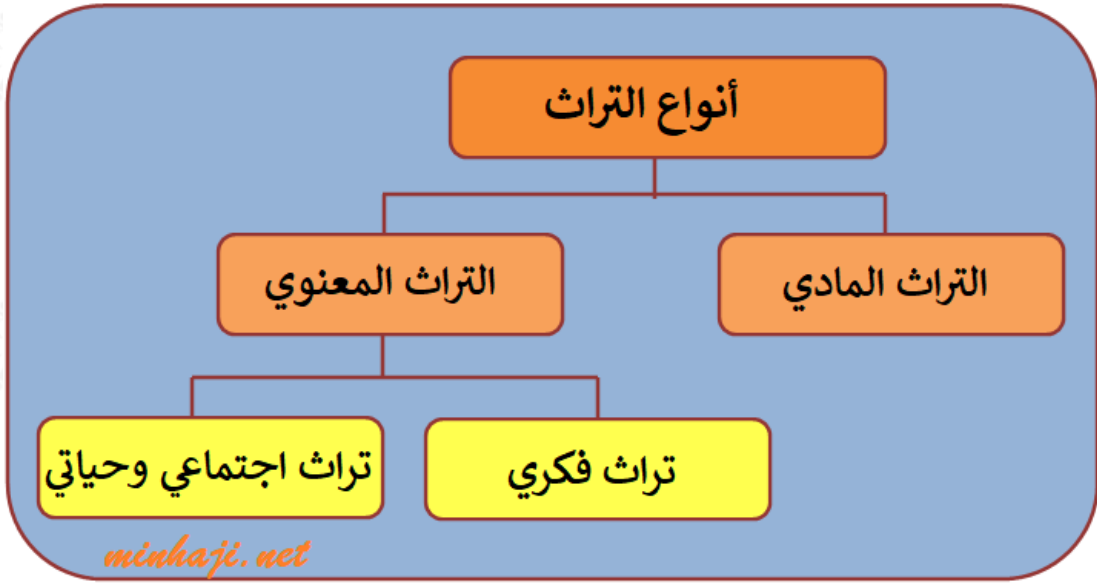 أنواع التراث
التراث المادي
التراث المعنوي
تراث فكري
تراث اجتماعي وحياتي
minhaji.net